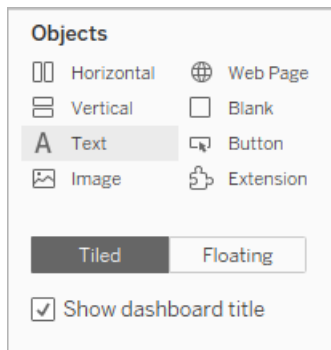 Objects
Horizontal Web Page
Vertical Blank
Text Button
Image Extension
Tiled Floating
Show dashboard title